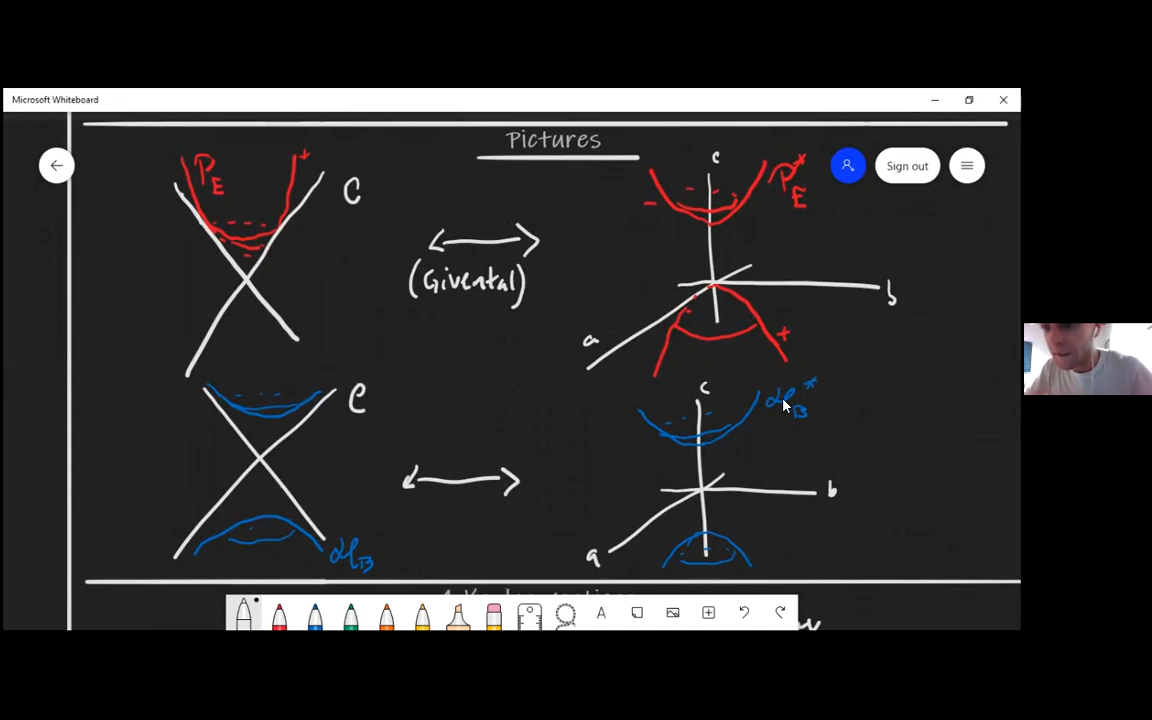 Microsoft Whiteboard
Pictures
Sign out
P_E
+
C
(Givental)
c
P_E*
-
b
a
+
C
c
b
a
A